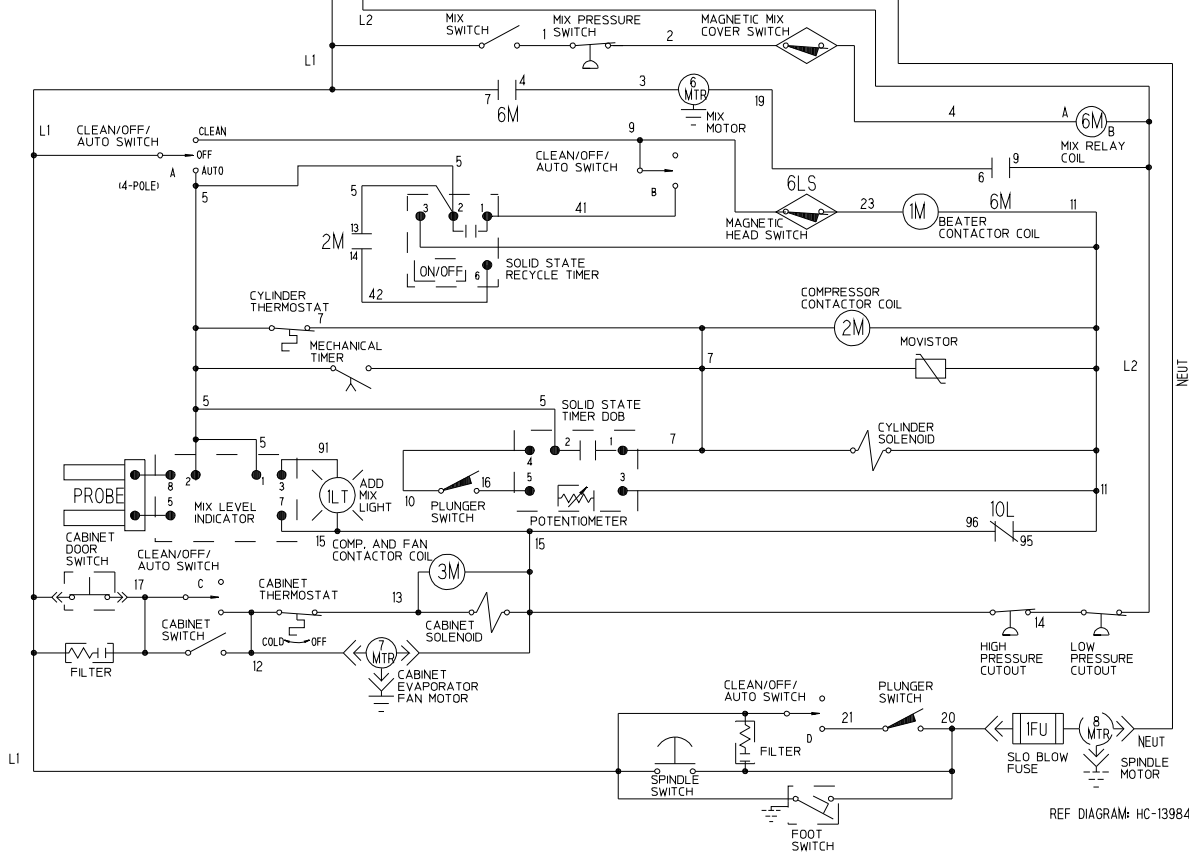 L2
MIX
SWITCH
1
MIX PRESSURE
SWITCH
2
MAGNETIC MIX
COVER SWITCH
L1
7
4
6M
3
6
MTR
MIX
MOTOR
19
4
A
6M
B
MIX RELAY
COIL
L1
CLEAN/OFF/
AUTO SWITCH
CLEAN
OFF
A
AUTO
(4-POLE)
5
9
CLEAN/OFF/
AUTO SWITCH
B
6
9
6M
5
5
3
2
1
41
13
2M
14
6LS
MAGNETIC
HEAD SWITCH
23
1M
BEATER
CONTACTOR COIL
11
ON/OFF
6
SOLID STATE
RECYCLE TIMER
42
CYLINDER
THERMOSTAT
7
COMPRESSOR
CONTACTOR COIL
2M
MECHANICAL
TIMER
7
MOVISTOR
L2
NEUT
5
5
SOLID STATE
TIMER DOB
5
91
4
2
1
7
CYLINDER
SOLENOID
PROBE
8
2
1
3
5
7
MIX LEVEL
INDICATOR
1LT
ADD
MIX
LIGHT
10
16
PLUNGER
SWITCH
5
3
POTENTIOMETER
11
15
15
96
10L
95
CABINET
DOOR
SWITCH
CLEAN/OFF/
AUTO SWITCH
COMP. AND FAN
CONTACTOR COIL
3M
17
C
CABINET
THERMOSTAT
13
CABINET
SOLENOID
COLD
OFF
CABINET
SWITCH
12
FILTER
7
MTR
CABINET
EVAPORATOR
FAN MOTOR
14
HIGH
PRESSURE
CUTOUT
LOW
PRESSURE
CUTOUT
CLEAN/OFF/
AUTO SWITCH
D
21
PLUNGER
SWITCH
20
FILTER
1FU
SLO BLOW
FUSE
8
MTR
NEUT
SPINDLE
MOTOR
L1
SPINDLE
SWITCH
FOOT
SWITCH
REF DIAGRAM: HC-13984